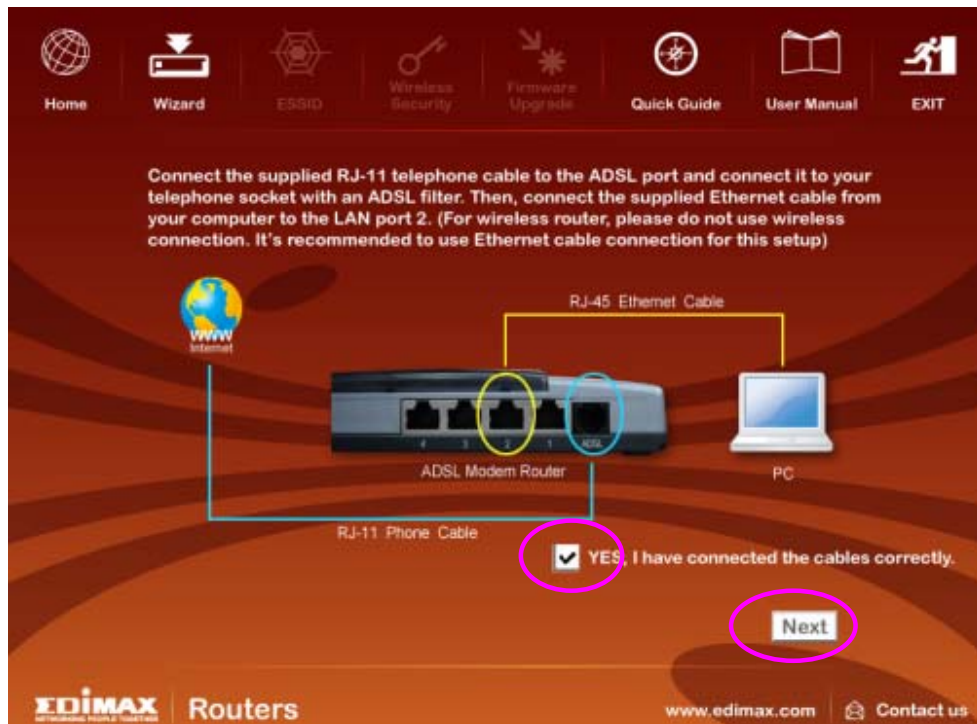 Home
Wizard
ESSID
Wireless
Security
Firmware
Upgrade
Quick Guide
User Manual
EXIT
Connect the supplied RJ-11 telephone cable to the ADSL port and connect it to your
telephone socket with an ADSL filter. Then, connect the supplied Ethernet cable from
your computer to the LAN port 2. (For wireless router, please do not use wireless
connection. It's recommended to use Ethernet cable connection for this setup)
RJ-45 Ethernet Cable
WWW
Internet
4 3 2 1 ADSL
ADSL Modem Router
PC
RJ-11 Phone Cable
YES, I have connected the cables correctly.
Next
EDIMAX
NETWORKING PEOPLE TOGETHER
Routers
www.edimax.com
Contact us